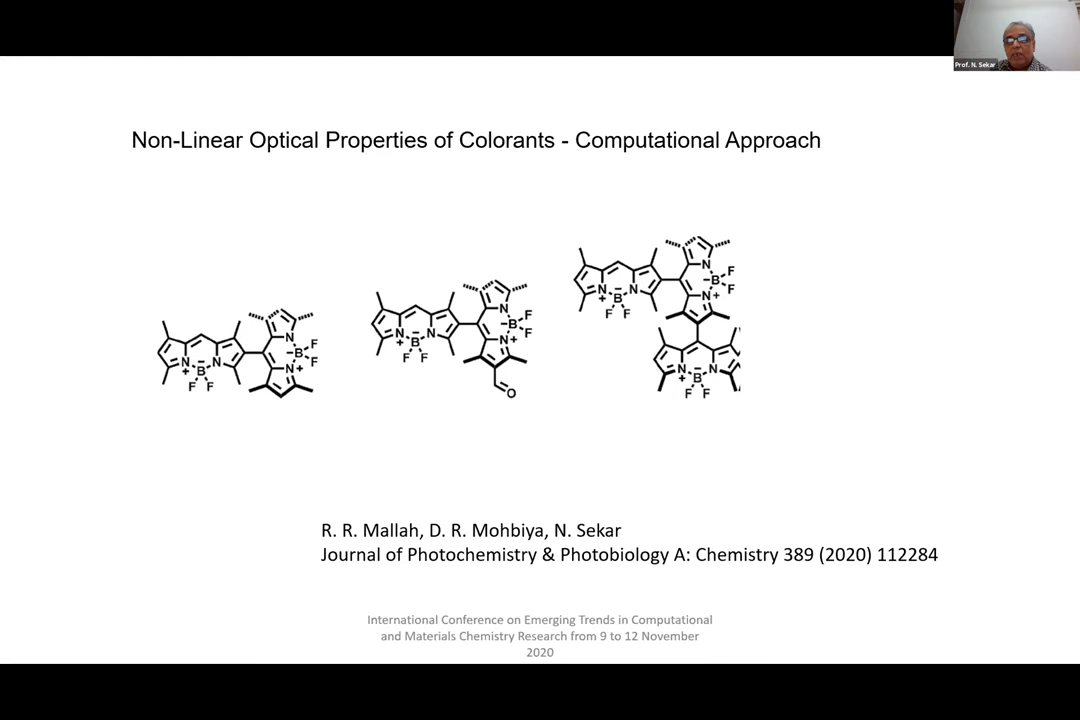 Prof. N. Sekar
Non-Linear Optical Properties of Colorants - Computational Approach
N B N
+ -
F F
N
-B F
F
N+
N B N
+ -
F F
N
-B F
F
N+
O
N B N
+ -
F F
N
-B F
F
N+
N B N
+ -
F F
R. R. Mallah, D. R. Mohbiya, N. Sekar
Journal of Photochemistry & Photobiology A: Chemistry 389 (2020) 112284
International Conference on Emerging Trends in Computational
and Materials Chemistry Research from 9 to 12 November
2020